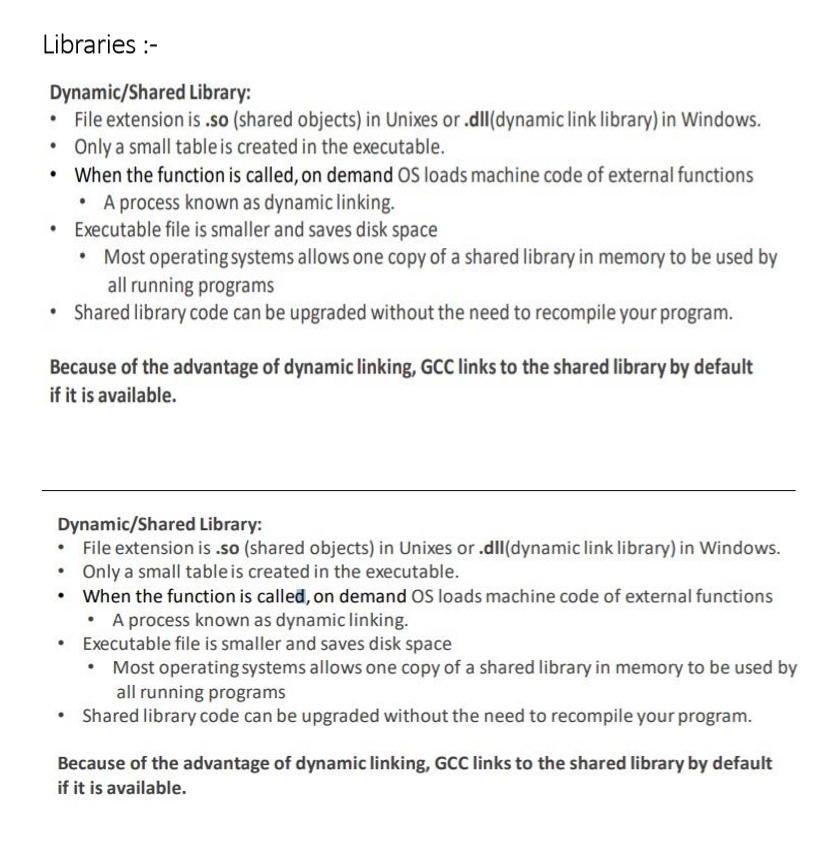 Libraries :-
Dynamic/Shared Library:
• File extension is .so (shared objects) in Unixes or .dll(dynamic link library) in Windows.
• Only a small table is created in the executable.
• When the function is called, on demand OS loads machine code of external functions
• A process known as dynamic linking.
• Executable file is smaller and saves disk space
• Most operating systems allows one copy of a shared library in memory to be used by
all running programs
• Shared library code can be upgraded without the need to recompile your program.
Because of the advantage of dynamic linking, GCC links to the shared library by default
if it is available.
Dynamic/Shared Library:
• File extension is .so (shared objects) in Unixes or .dll(dynamic link library) in Windows.
• Only a small table is created in the executable.
• When the function is called, on demand OS loads machine code of external functions
• A process known as dynamic linking.
• Executable file is smaller and saves disk space
• Most operating systems allows one copy of a shared library in memory to be used by
all running programs
• Shared library code can be upgraded without the need to recompile your program.
Because of the advantage of dynamic linking, GCC links to the shared library by default
if it is available.